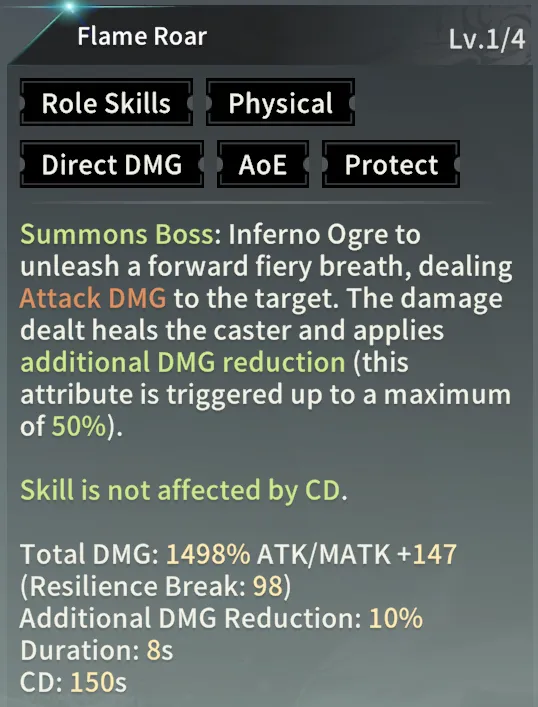 Flame Roar
Lv.1/4
Role Skills
Physical
Direct DMG
AoE
Protect
Summons Boss: Inferno Ogre to
unleash a forward fiery breath, dealing
Attack DMG to the target. The damage
dealt heals the caster and applies
additional DMG reduction (this
attribute is triggered up to a maximum
of 50%).
Skill is not affected by CD.
Total DMG: 1498% ATK/MATK +147
(Resilience Break: 98)
Additional DMG Reduction: 10%
Duration: 8s
CD: 150s